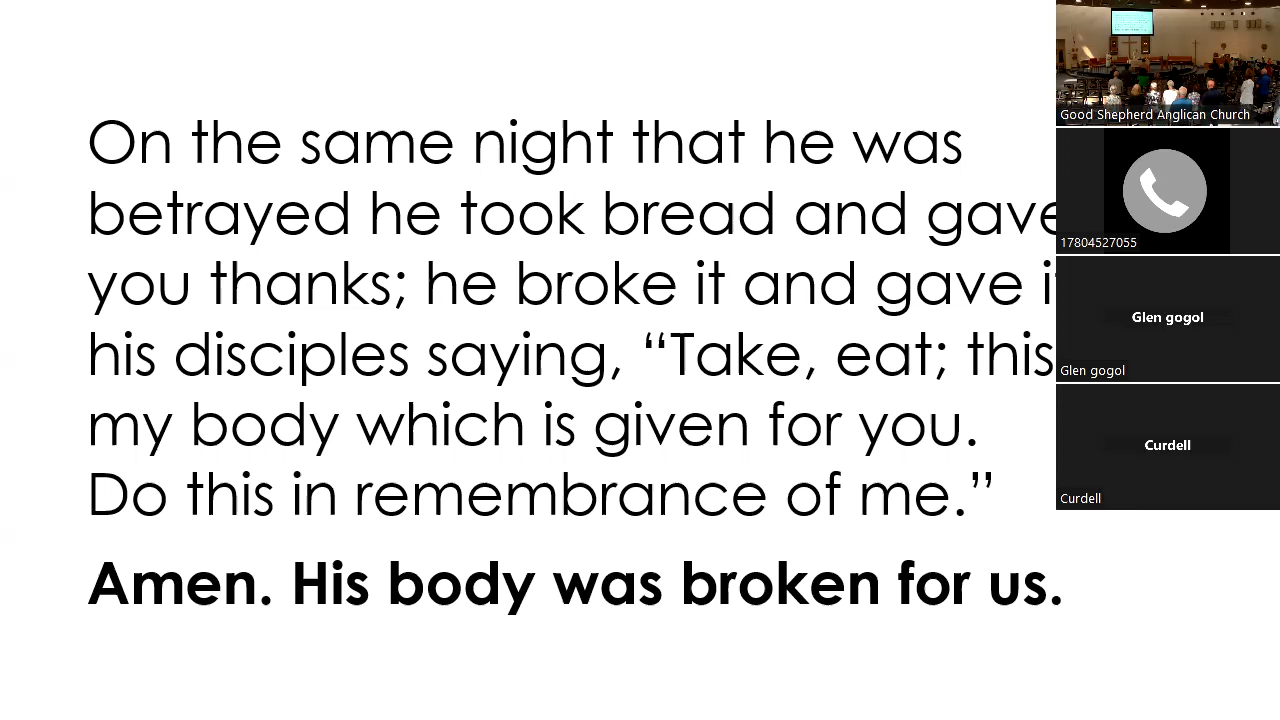 On the same night that he was
betrayed he took bread and gave
you thanks; he broke it and gave
his disciples saying, “Take, eat; this
my body which is given for you.
Do this in remembrance of me.”
Amen. His body was broken for us.
Good Shepherd Anglican Church
17804527055
Glen gogol
Glen gogol
Curdell
Curdell